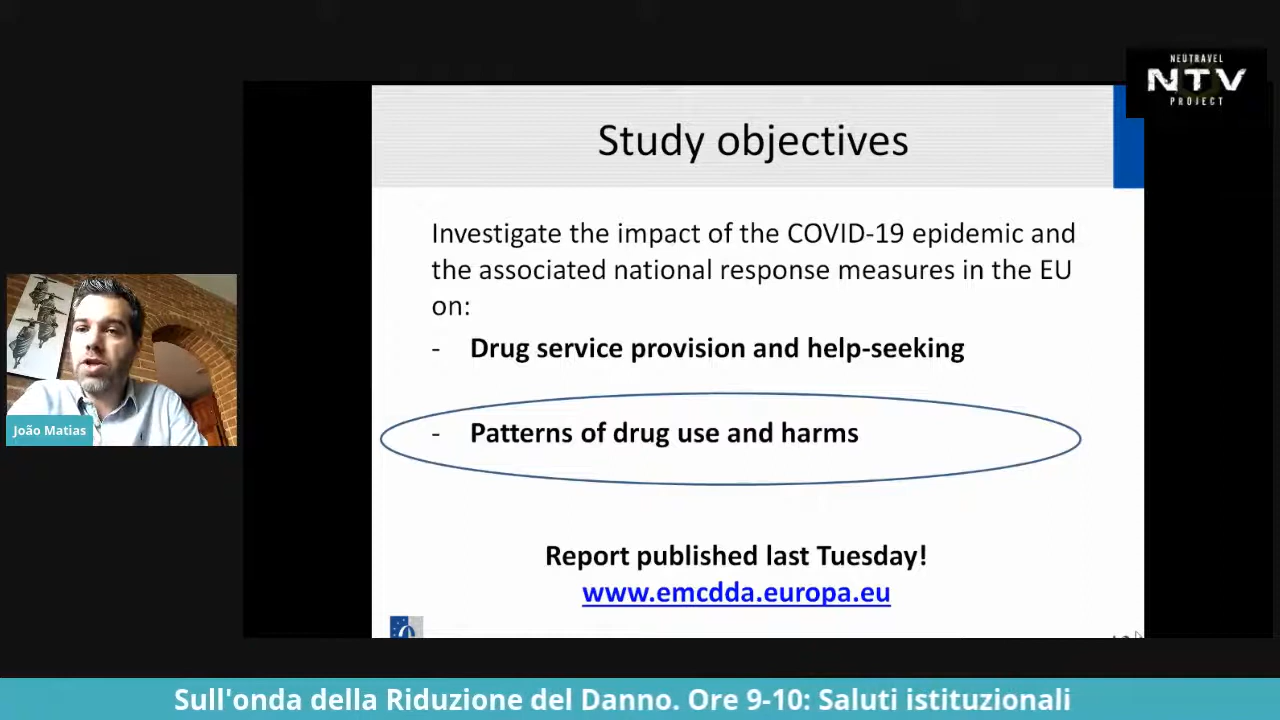 NEUTRAVEL
NTV
PROJECT
Study objectives
Investigate the impact of the COVID-19 epidemic and
the associated national response measures in the EU
on:
- Drug service provision and help-seeking
- Patterns of drug use and harms
Report published last Tuesday!
www.emcdda.europa.eu
João Matias
Sull'onda della Riduzione del Danno. Ore 9-10: Saluti istituzionali